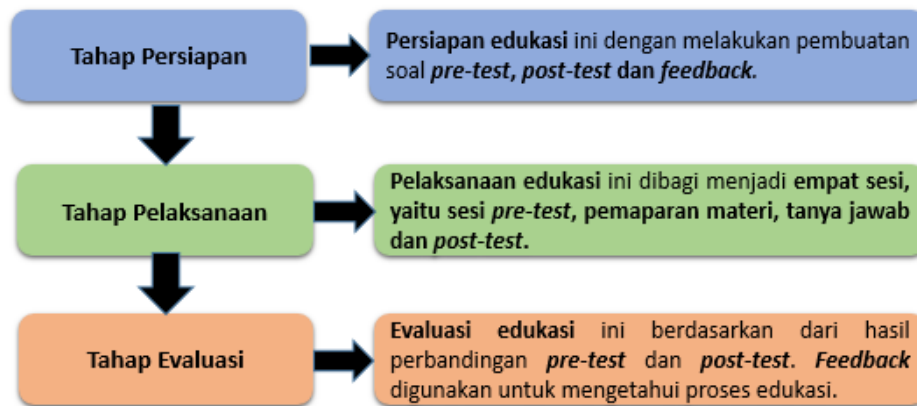 Tahap Persiapan
Persiapan edukasi ini dengan melakukan pembuatan
soal pre-test, post-test dan feedback.
Tahap Pelaksanaan
Pelaksanaan edukasi ini dibagi menjadi empat sesi,
yaitu sesi pre-test, pemaparan materi, tanya jawab
dan post-test.
Tahap Evaluasi
Evaluasi edukasi ini berdasarkan dari hasil
perbandingan pre-test dan post-test. Feedback
digunakan untuk mengetahui proses edukasi.